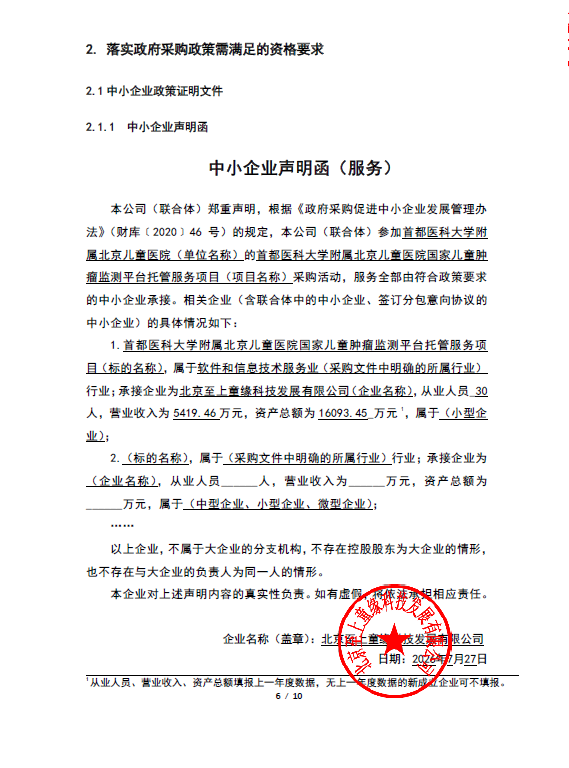 2. 落实政府采购政策需满足的资格要求
2.1中小企业政策证明文件
2.1.1 中小企业声明函
中小企业声明函（服务）
本公司（联合体）郑重声明，根据《政府采购促进中小企业发展管理办
法》（财库﹝2020﹞46 号）的规定，本公司（联合体）参加首都医科大学附
属北京儿童医院（单位名称）的首都医科大学附属北京儿童医院国家儿童肿
瘤监测平台托管服务项目（项目名称）采购活动，服务全部由符合政策要求
的中小企业承接。相关企业（含联合体中的中小企业、签订分包意向协议的
中小企业）的具体情况如下：
1.首都医科大学附属北京儿童医院国家儿童肿瘤监测平台托管服务项
目（标的名称），属于软件和信息技术服务业（采购文件中明确的所属行业）
行业；承接企业为北京至上童缘科技发展有限公司（企业名称），从业人员 30
人，营业收入为 5419.46 万元，资产总额为 16093.45 万元¹，属于（小型企
业）；
2.（标的名称），属于（采购文件中明确的所属行业）行业；承接企业为
（企业名称），从业人员______人，营业收入为______万元，资产总额为
______万元，属于（中型企业、小型企业、微型企业）；
……
以上企业，不属于大企业的分支机构，不存在控股股东为大企业的情形，
也不存在与大企业的负责人为同一人的情形。
本企业对上述声明内容的真实性负责。如有虚假，将依法承担相应责任。
企业名称（盖章）：北京至上童缘科技发展有限公司
日期：2026年7月27日
北京至上童缘科技发展有限公司
¹从业人员、营业收入、资产总额填报上一年度数据，无上一年度数据的新成立企业可不填报。
6 / 10